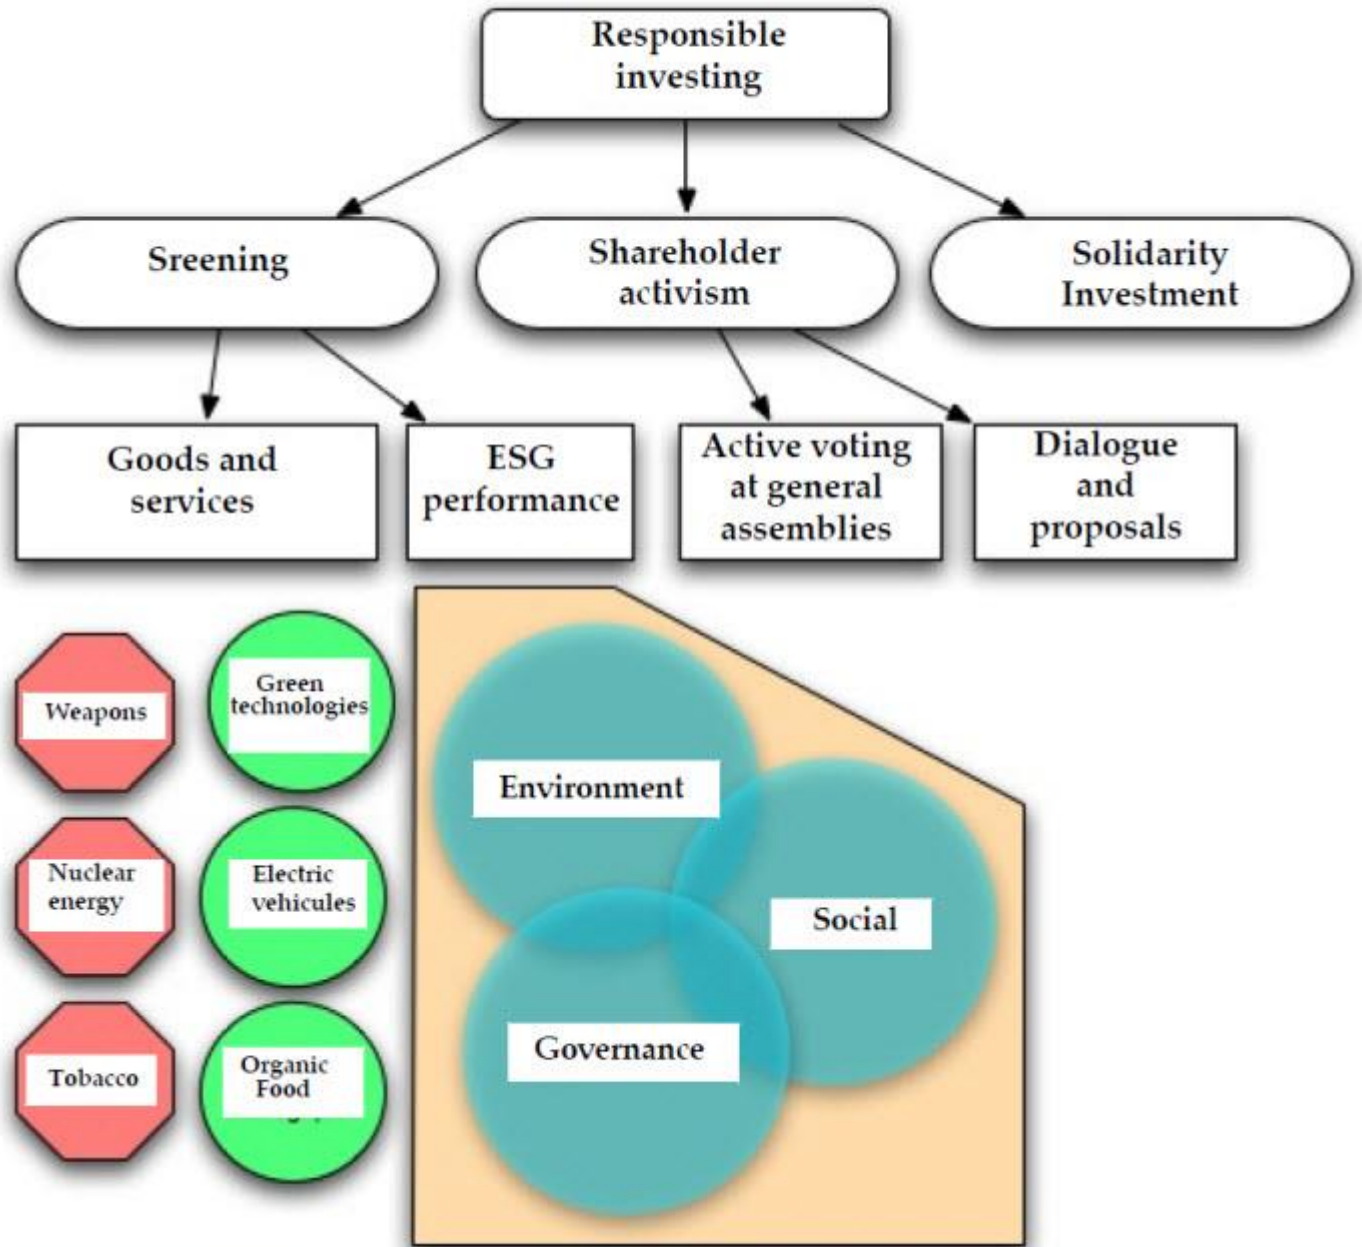 Responsible
investing
Sreening
Shareholder
activism
Solidarity
Investment
Goods and
services
ESG
performance
Active voting
at general
assemblies
Dialogue
and
proposals
Weapons
Green
technologies
Environment
Nuclear
energy
Electric
vehicules
Social
Tobacco
Organic
Food
Governance